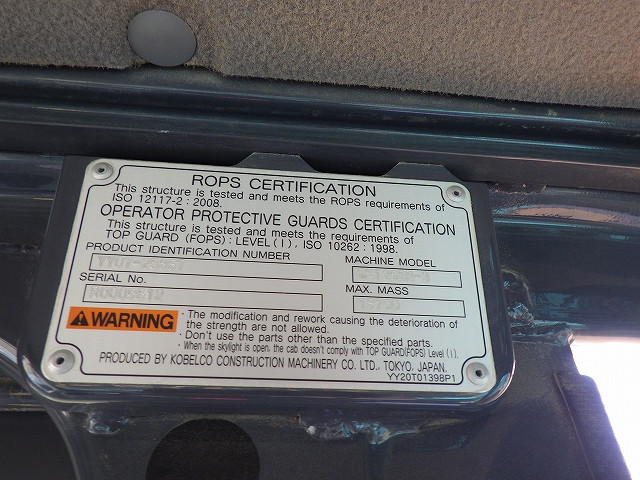 ROPS CERTIFICATION
This structure is tested and meets the ROPS requirements of
ISO 12117-2 : 2008.
OPERATOR PROTECTIVE GUARDS CERTIFICATION
This structure is tested and meets the requirements of
TOP GUARD (FOPS) : LEVEL (I), ISO 10262 : 1998.
PRODUCT IDENTIFICATION NUMBER
MACHINE MODEL
SERIAL No.
MAX. MASS
WARNING
· The modification and rework causing the deterioration of
the strength are not allowed.
· Don't use the parts other than the specified parts.
· When the skylight is open, the cab doesn't comply with TOP GUARD(FOPS) Level (I).
PRODUCED BY KOBELCO CONSTRUCTION MACHINERY CO. LTD., TOKYO, JAPAN.
YY20T01398P1